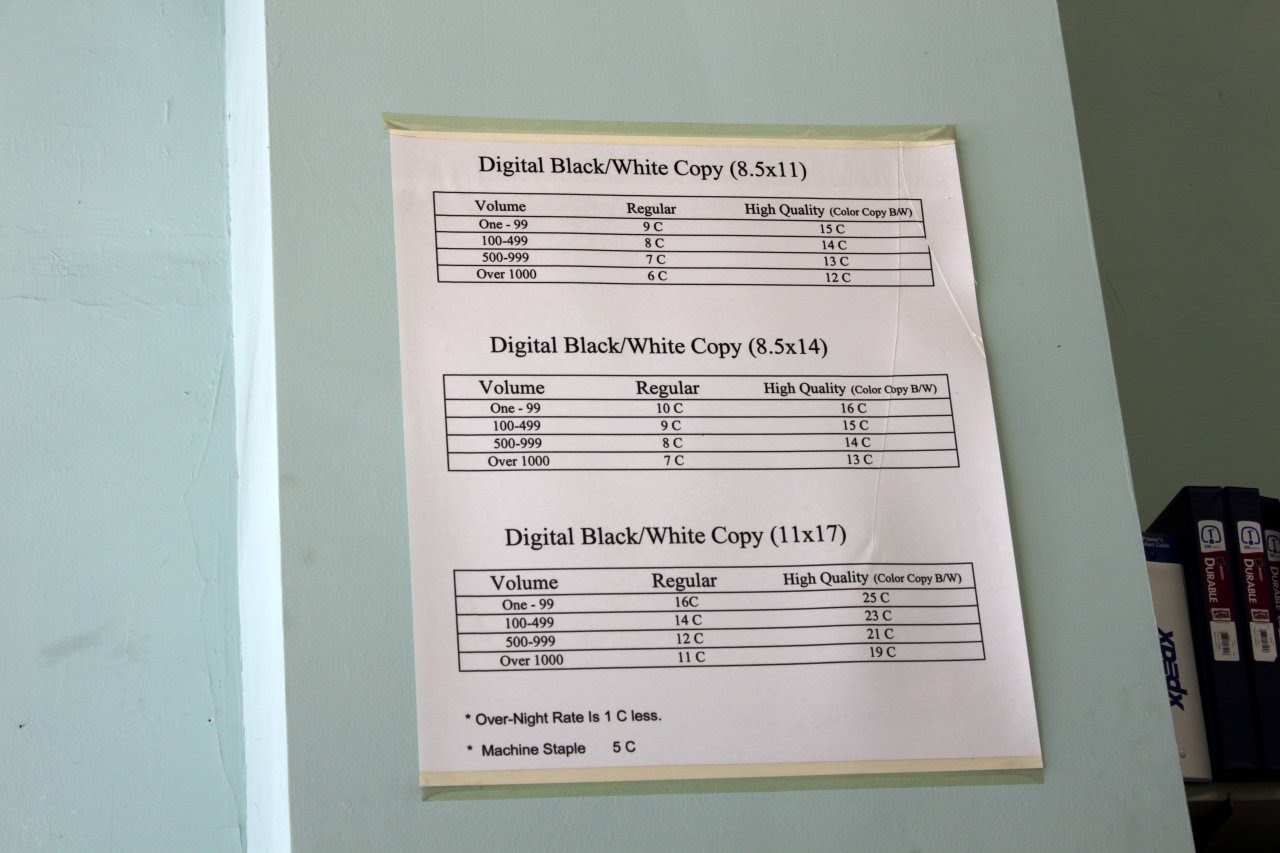 Digital Black/White Copy (8.5x11)
Volume Regular High Quality (Color Copy B/W)
One - 99 9 C 15 C
100-499 8 C 14 C
500-999 7 C 13 C
Over 1000 6 C 12 C
Digital Black/White Copy (8.5x14)
Volume Regular High Quality (Color Copy B/W)
One - 99 10 C 16 C
100-499 9 C 15 C
500-999 8 C 14 C
Over 1000 7 C 13 C
Digital Black/White Copy (11x17)
Volume Regular High Quality (Color Copy B/W)
One - 99 16C 25 C
100-499 14 C 23 C
500-999 12 C 21 C
Over 1000 11 C 19 C
* Over-Night Rate Is 1 C less.
* Machine Staple 5 C
Guide
xpedx
DURABLE
DURABLE
DURABLE